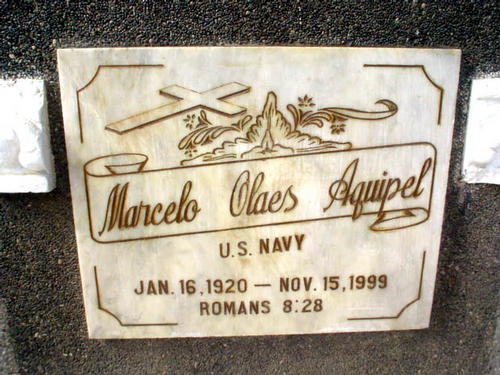 Marcelo Olaes Aquipel
U.S. NAVY
JAN. 16, 1920 — NOV. 15, 1999
ROMANS 8:28